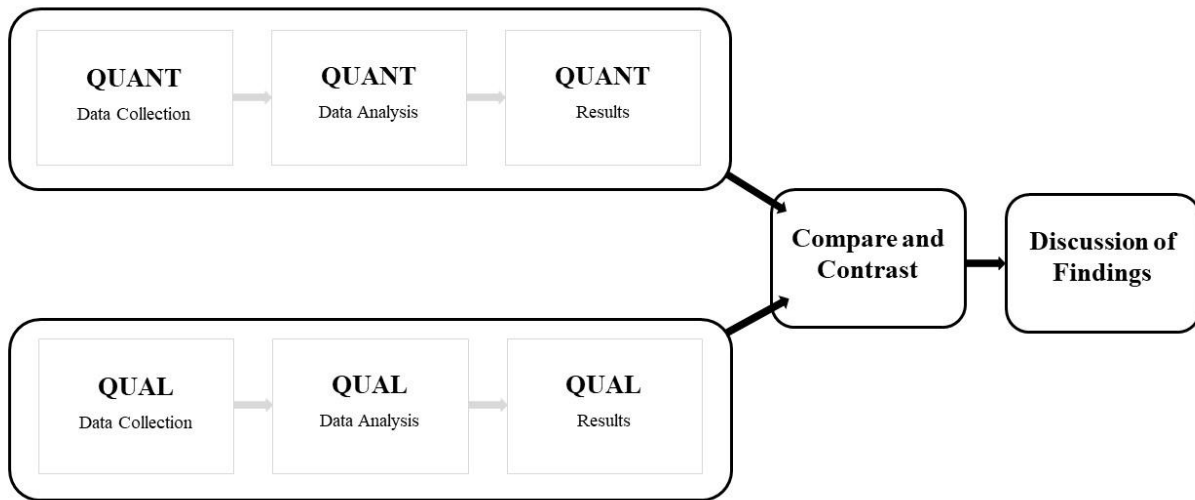 QUANT
Data Collection
QUANT
Data Analysis
QUANT
Results
Compare and
Contrast
Discussion of
Findings
QUAL
Data Collection
QUAL
Data Analysis
QUAL
Results